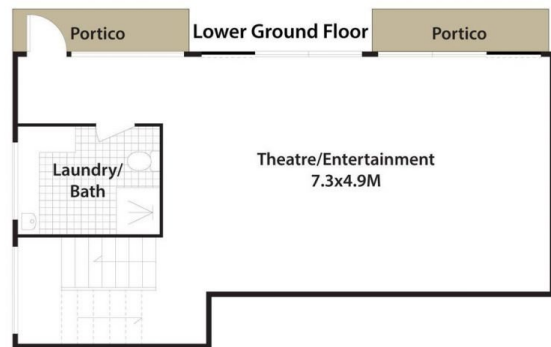 Portico Lower Ground Floor Portico
Theatre/Entertainment
7.3x4.9M
Laundry/
Bath